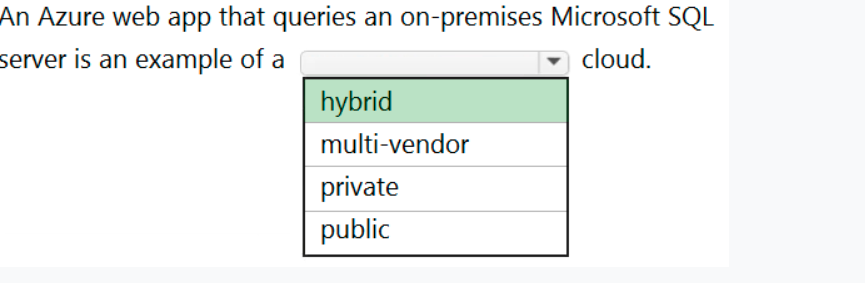 An Azure web app that queries an on-premises Microsoft SQL
server is an example of a cloud.
hybrid
multi-vendor
private
public